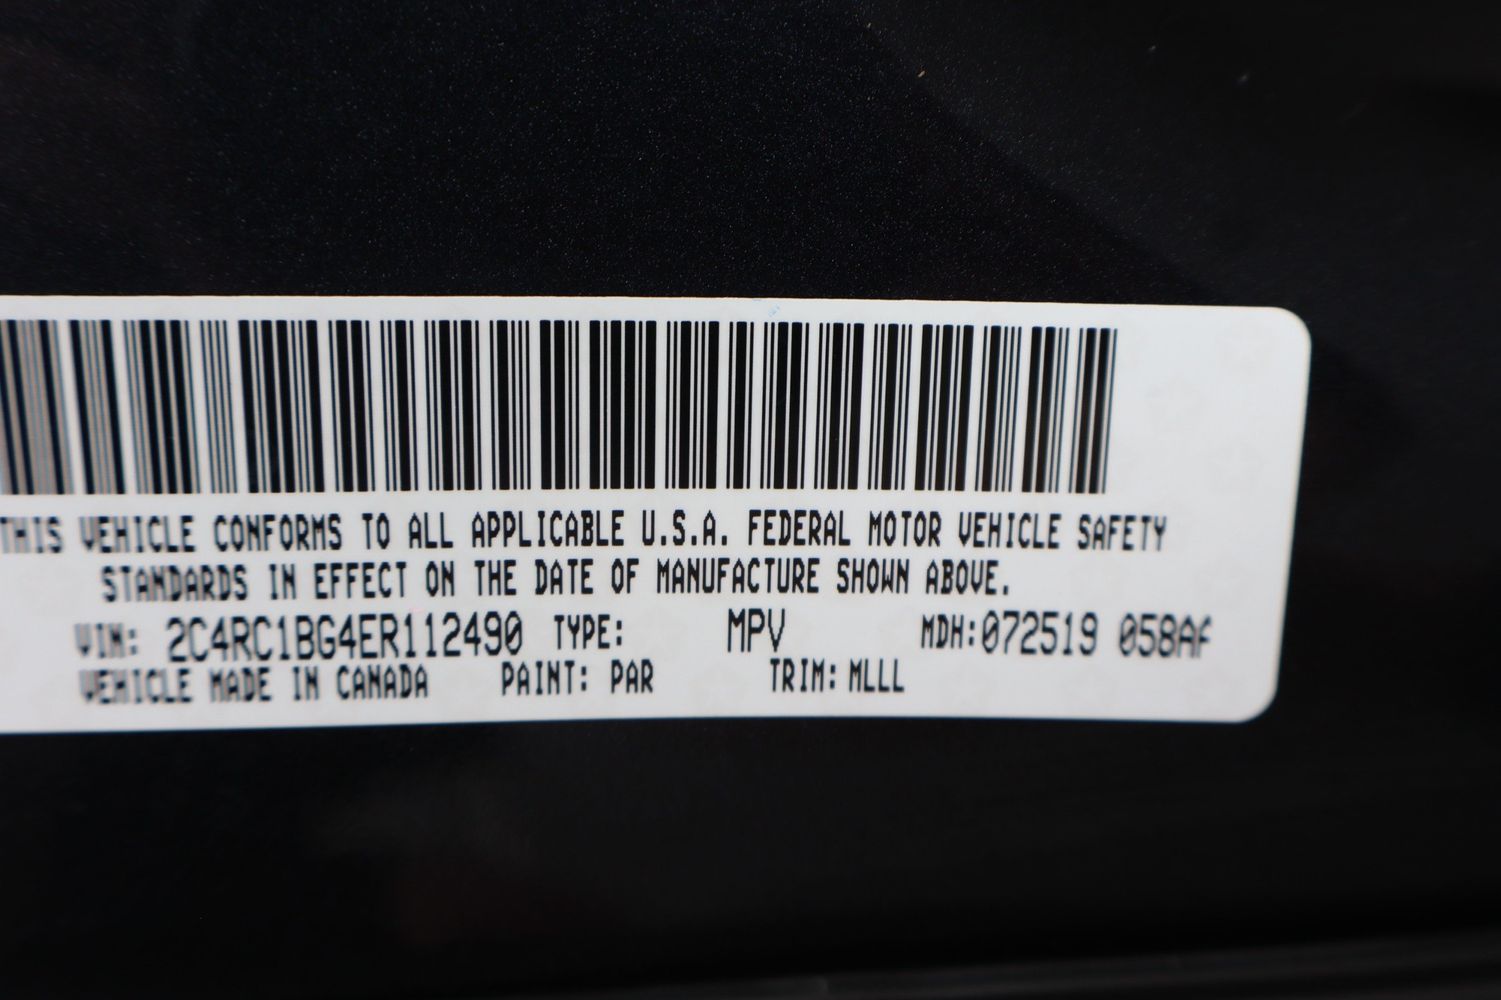 THIS VEHICLE CONFORMS TO ALL APPLICABLE U.S.A. FEDERAL MOTOR VEHICLE SAFETY
STANDARDS IN EFFECT ON THE DATE OF MANUFACTURE SHOWN ABOVE.
VIN: 2C4RC1BG4ER112490 TYPE: MPV MDH:072519 058AF
VEHICLE MADE IN CANADA PAINT: PAR TRIM: MLLL